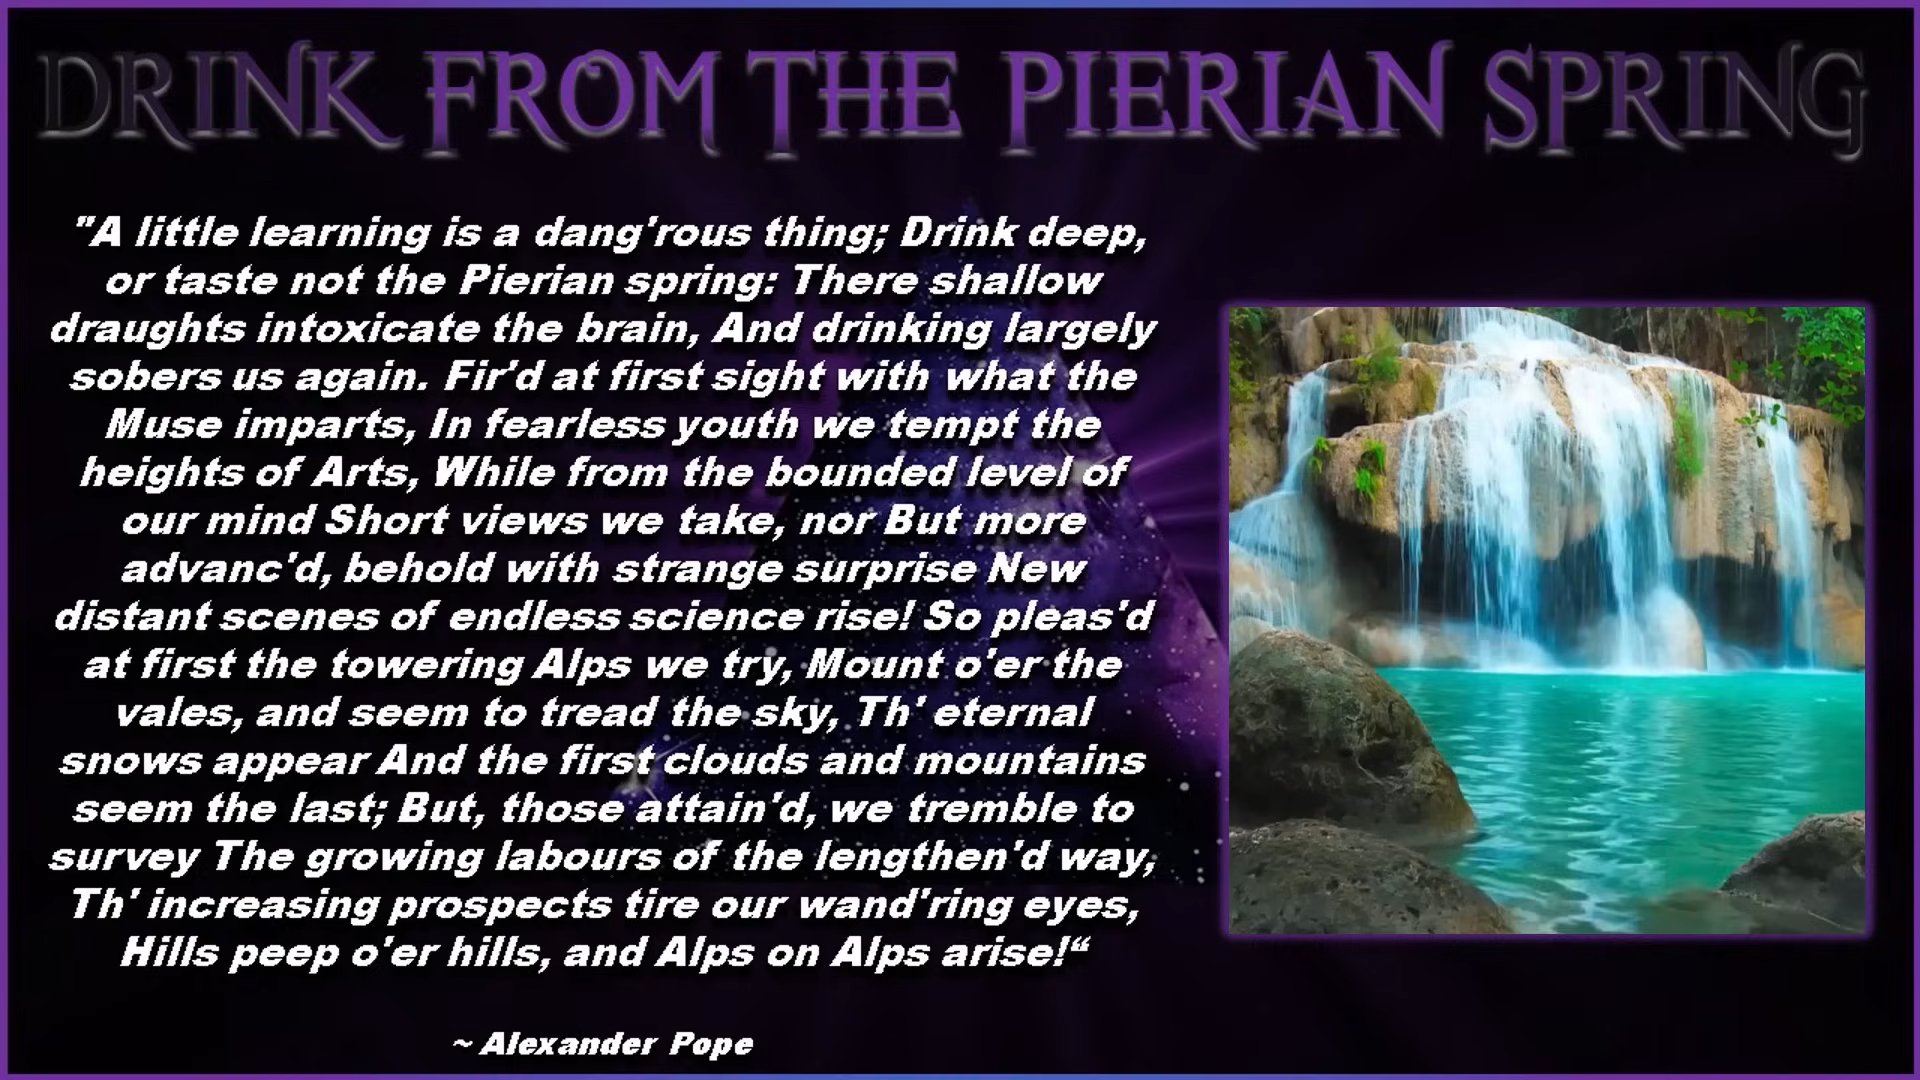 DRINK FROM THE PIERIAN SPRING
"A little learning is a dang'rous thing; Drink deep,
or taste not the Pierian spring: There shallow
draughts intoxicate the brain, And drinking largely
sobers us again. Fir'd at first sight with what the
Muse imparts, In fearless youth we tempt the
heights of Arts, While from the bounded level of
our mind Short views we take, nor But more
advanc'd, behold with strange surprise New
distant scenes of endless science rise! So pleas'd
at first the towering Alps we try, Mount o'er the
vales, and seem to tread the sky, Th' eternal
snows appear And the first clouds and mountains
seem the last; But, those attain'd, we tremble to
survey The growing labours of the lengthen'd way,
Th' increasing prospects tire our wand'ring eyes,
Hills peep o'er hills, and Alps on Alps arise!“
~ Alexander Pope